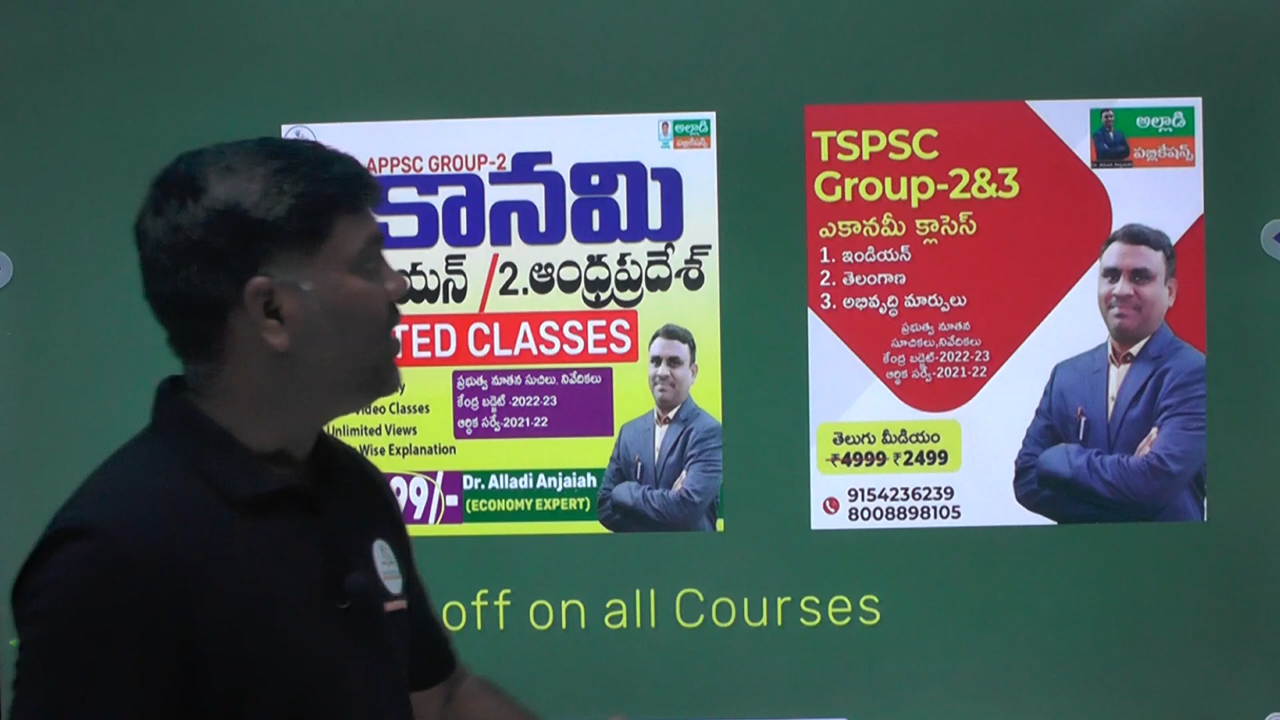 APPSC GROUP-2
కానమి
యన్ / 2.ఆంధ్రప్రదేశ్
TED CLASSES
Video Classes
Unlimited Views
Wise Explanation
ప్రభుత్వ నూతన సుచిలు, నివేదికలు
కేంద్ర బడ్జెట్ -2022-23
ఆర్థిక సర్వే-2021-22
99/-
Dr. Alladi Anjaiah
(ECONOMY EXPERT)
అల్లాడి
పబ్లికేషన్స్
TSPSC
Group-2&3
ఎకానమీ క్లాసెస్
1. ఇండియన్
2. తెలంగాణ
3. అభివృద్ధి మార్పులు
ప్రభుత్వ నూతన
సూచికలు,నివేదికలు
కేంద్ర బడ్జెట్-2022-23
ఆర్థిక సర్వే-2021-22
తెలుగు మీడియం
₹4999 ₹2499
9154236239
8008898105
అల్లాడి
పబ్లికేషన్స్
off on all Courses